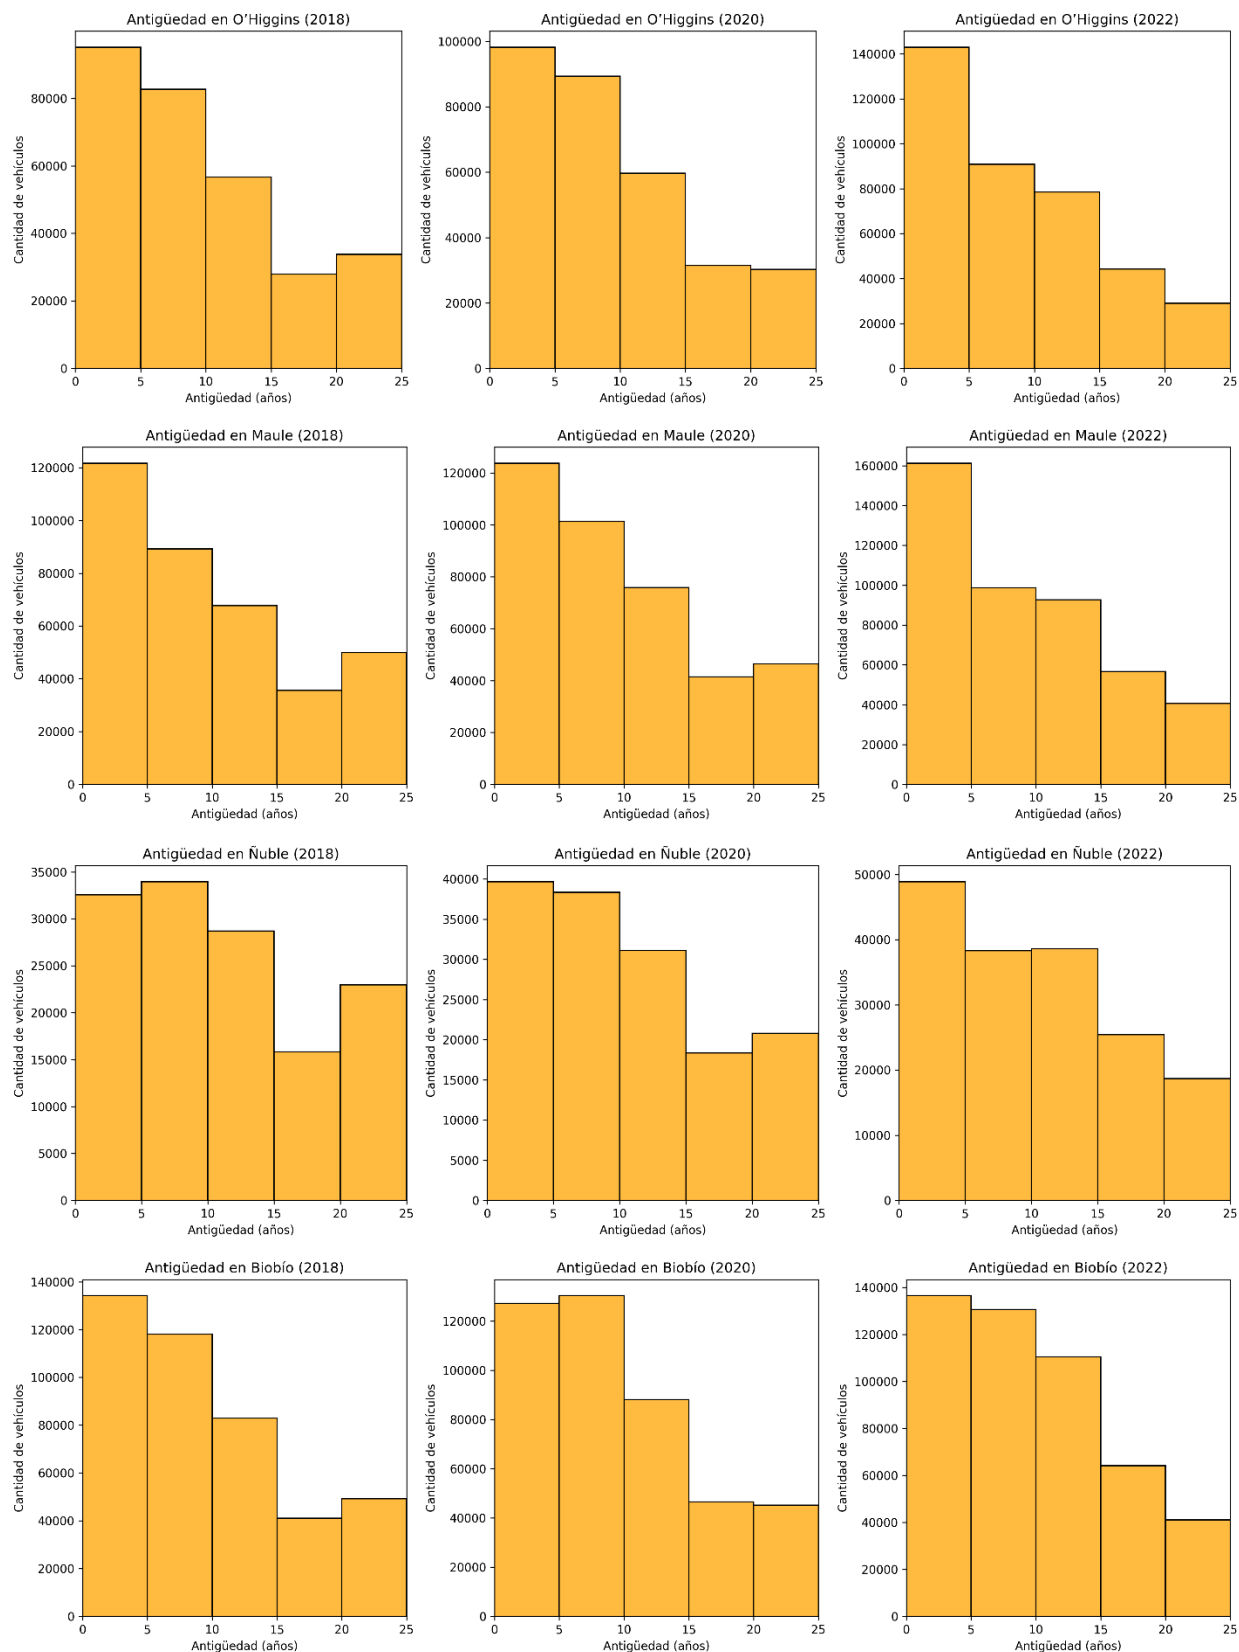 Antigüedad en O’Higgins (2018)
Cantidad de vehículos
80000
60000
40000
20000
0
0 5 10 15 20 25
Antigüedad (años)
Antigüedad en O’Higgins (2020)
Cantidad de vehículos
100000
80000
60000
40000
20000
0
0 5 10 15 20 25
Antigüedad (años)
Antigüedad en O’Higgins (2022)
Cantidad de vehículos
140000
120000
100000
80000
60000
40000
20000
0
0 5 10 15 20 25
Antigüedad (años)
Antigüedad en Maule (2018)
Cantidad de vehículos
120000
100000
80000
60000
40000
20000
0
0 5 10 15 20 25
Antigüedad (años)
Antigüedad en Maule (2020)
Cantidad de vehículos
120000
100000
80000
60000
40000
20000
0
0 5 10 15 20 25
Antigüedad (años)
Antigüedad en Maule (2022)
Cantidad de vehículos
160000
140000
120000
100000
80000
60000
40000
20000
0
0 5 10 15 20 25
Antigüedad (años)
Antigüedad en Ñuble (2018)
Cantidad de vehículos
35000
30000
25000
20000
15000
10000
5000
0
0 5 10 15 20 25
Antigüedad (años)
Antigüedad en Ñuble (2020)
Cantidad de vehículos
40000
35000
30000
25000
20000
15000
10000
5000
0
0 5 10 15 20 25
Antigüedad (años)
Antigüedad en Ñuble (2022)
Cantidad de vehículos
50000
40000
30000
20000
10000
0
0 5 10 15 20 25
Antigüedad (años)
Antigüedad en Biobío (2018)
Cantidad de vehículos
140000
120000
100000
80000
60000
40000
20000
0
0 5 10 15 20 25
Antigüedad (años)
Antigüedad en Biobío (2020)
Cantidad de vehículos
120000
100000
80000
60000
40000
20000
0
0 5 10 15 20 25
Antigüedad (años)
Antigüedad en Biobío (2022)
Cantidad de vehículos
140000
120000
100000
80000
60000
40000
20000
0
0 5 10 15 20 25
Antigüedad (años)